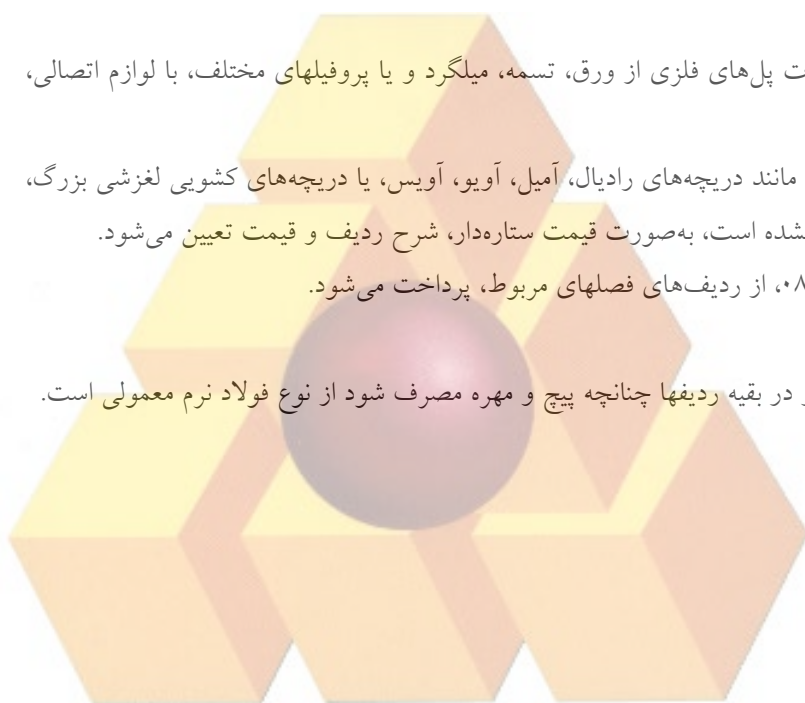 ت پل‌های فلزی از ورق، تسمه، میلگرد و یا پروفیلهای مختلف، با لوازم اتصالی،
مانند دریچه‌های رادیال، آمیل، آویو، آویس، یا دریچه‌های کشویی لغزشی بزرگ،
شده است، به‌صورت قیمت ستاره‌دار، شرح ردیف و قیمت تعیین می‌شود.
۰۸، از ردیف‌های فصلهای مربوط، پرداخت می‌شود.
در بقیه ردیفها چنانچه پیچ و مهره مصرف شود از نوع فولاد نرم معمولی است.